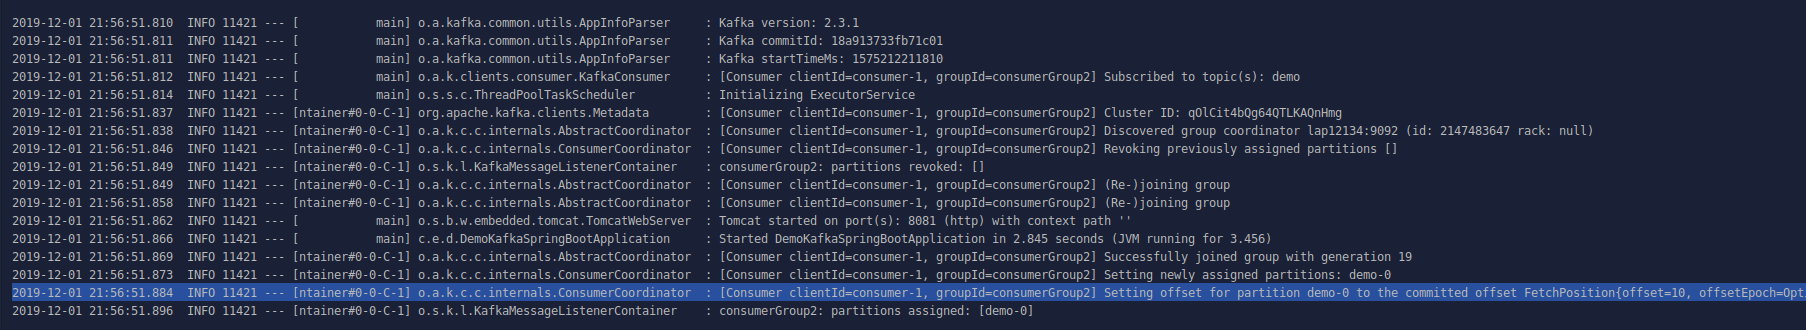 2019-12-01 21:56:51.810  INFO 11421 --- [           main] o.a.kafka.common.utils.AppInfoParser     : Kafka version: 2.3.1
2019-12-01 21:56:51.811  INFO 11421 --- [           main] o.a.kafka.common.utils.AppInfoParser     : Kafka commitId: 18a913733fb71c01
2019-12-01 21:56:51.811  INFO 11421 --- [           main] o.a.kafka.common.utils.AppInfoParser     : Kafka startTimeMs: 1575212211810
2019-12-01 21:56:51.812  INFO 11421 --- [           main] o.a.k.clients.consumer.KafkaConsumer     : [Consumer clientId=consumer-1, groupId=consumerGroup2] Subscribed to topic(s): demo
2019-12-01 21:56:51.814  INFO 11421 --- [           main] o.s.s.c.ThreadPoolTaskScheduler          : Initializing ExecutorService
2019-12-01 21:56:51.837  INFO 11421 --- [ntainer#0-0-C-1] org.apache.kafka.clients.Metadata        : [Consumer clientId=consumer-1, groupId=consumerGroup2] Cluster ID: qOlCit4bQg64QTLKAQnHmg
2019-12-01 21:56:51.838  INFO 11421 --- [ntainer#0-0-C-1] o.a.k.c.c.internals.AbstractCoordinator  : [Consumer clientId=consumer-1, groupId=consumerGroup2] Discovered group coordinator lap12134:9092 (id: 2147483647 rack: null)
2019-12-01 21:56:51.846  INFO 11421 --- [ntainer#0-0-C-1] o.a.k.c.c.internals.ConsumerCoordinator  : [Consumer clientId=consumer-1, groupId=consumerGroup2] Revoking previously assigned partitions []
2019-12-01 21:56:51.849  INFO 11421 --- [ntainer#0-0-C-1] o.s.k.l.KafkaMessageListenerContainer    : consumerGroup2: partitions revoked: []
2019-12-01 21:56:51.849  INFO 11421 --- [ntainer#0-0-C-1] o.a.k.c.c.internals.AbstractCoordinator  : [Consumer clientId=consumer-1, groupId=consumerGroup2] (Re-)joining group
2019-12-01 21:56:51.858  INFO 11421 --- [ntainer#0-0-C-1] o.a.k.c.c.internals.AbstractCoordinator  : [Consumer clientId=consumer-1, groupId=consumerGroup2] (Re-)joining group
2019-12-01 21:56:51.862  INFO 11421 --- [           main] o.s.b.w.embedded.tomcat.TomcatWebServer  : Tomcat started on port(s): 8081 (http) with context path ''
2019-12-01 21:56:51.866  INFO 11421 --- [           main] c.e.d.DemoKafkaSpringBootApplication     : Started DemoKafkaSpringBootApplication in 2.845 seconds (JVM running for 3.456)
2019-12-01 21:56:51.869  INFO 11421 --- [ntainer#0-0-C-1] o.a.k.c.c.internals.AbstractCoordinator  : [Consumer clientId=consumer-1, groupId=consumerGroup2] Successfully joined group with generation 19
2019-12-01 21:56:51.873  INFO 11421 --- [ntainer#0-0-C-1] o.a.k.c.c.internals.ConsumerCoordinator  : [Consumer clientId=consumer-1, groupId=consumerGroup2] Setting newly assigned partitions: demo-0
2019-12-01 21:56:51.884  INFO 11421 --- [ntainer#0-0-C-1] o.a.k.c.c.internals.ConsumerCoordinator  : [Consumer clientId=consumer-1, groupId=consumerGroup2] Setting offset for partition demo-0 to the committed offset FetchPosition{offset=10, offsetEpoch=Opt
2019-12-01 21:56:51.896  INFO 11421 --- [ntainer#0-0-C-1] o.s.k.l.KafkaMessageListenerContainer    : consumerGroup2: partitions assigned: [demo-0]